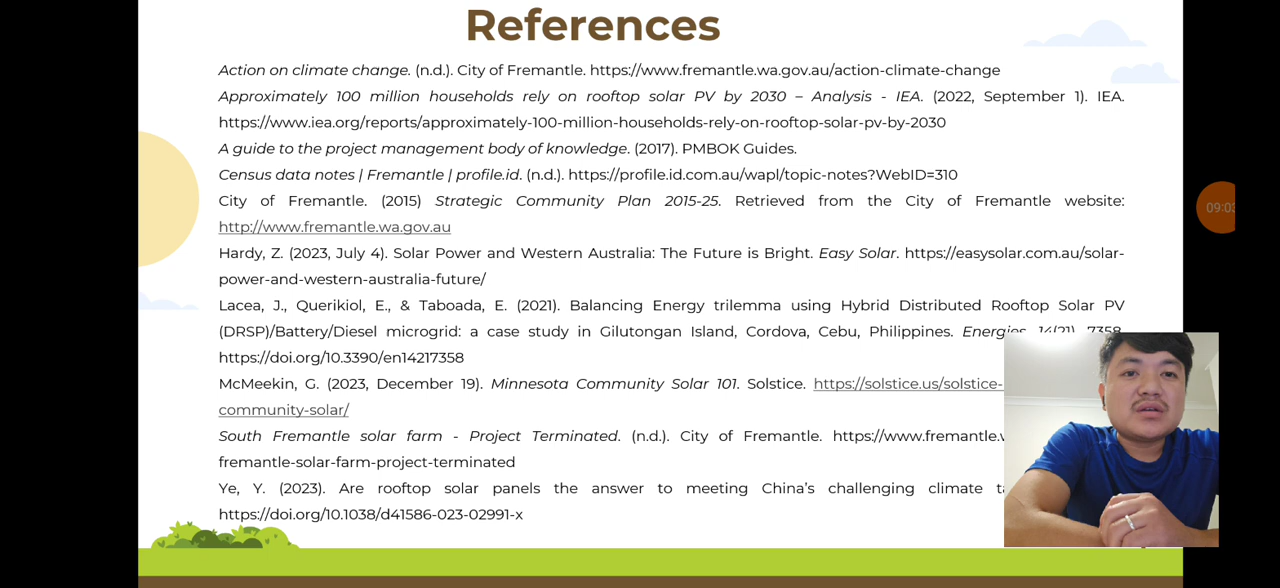 References
Action on climate change. (n.d.). City of Fremantle. https://www.fremantle.wa.gov.au/action-climate-change
Approximately 100 million households rely on rooftop solar PV by 2030 – Analysis - IEA. (2022, September 1). IEA.
https://www.iea.org/reports/approximately-100-million-households-rely-on-rooftop-solar-pv-by-2030
A guide to the project management body of knowledge. (2017). PMBOK Guides.
Census data notes | Fremantle | profile.id. (n.d.). https://profile.id.com.au/wapl/topic-notes?WebID=310
City of Fremantle. (2015) Strategic Community Plan 2015-25. Retrieved from the City of Fremantle website:
http://www.fremantle.wa.gov.au
Hardy, Z. (2023, July 4). Solar Power and Western Australia: The Future is Bright. Easy Solar. https://easysolar.com.au/solar-
power-and-western-australia-future/
Lacea, J., Querikiol, E., & Taboada, E. (2021). Balancing Energy trilemma using Hybrid Distributed Rooftop Solar PV
(DRSP)/Battery/Diesel microgrid: a case study in Gilutongan Island, Cordova, Cebu, Philippines. Energies, 14(21), 7358.
https://doi.org/10.3390/en14217358
McMeekin, G. (2023, December 19). Minnesota Community Solar 101. Solstice. https://solstice.us/solstice-
community-solar/
South Fremantle solar farm - Project Terminated. (n.d.). City of Fremantle. https://www.fremantle.
fremantle-solar-farm-project-terminated
Ye, Y. (2023). Are rooftop solar panels the answer to meeting China's challenging climate
https://doi.org/10.1038/d41586-023-02991-x
09:03